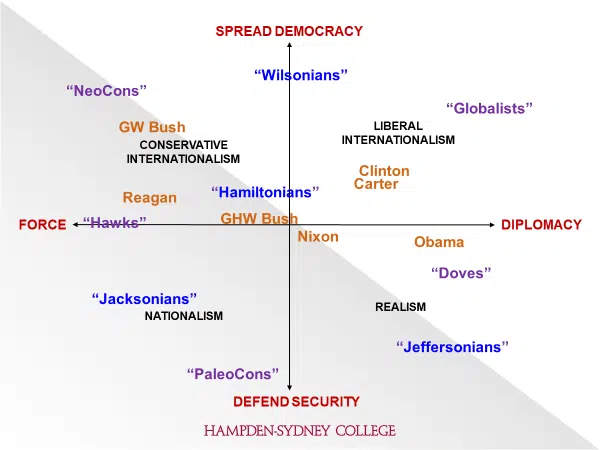 SPREAD DEMOCRACY
“Wilsonians”
“NeoCons”
“Globalists”
GW Bush
LIBERAL
INTERNATIONALISM
CONSERVATIVE
INTERNATIONALISM
Clinton
Carter
“Hamiltonians”
Reagan
GHW Bush
FORCE
“Hawks”
DIPLOMACY
Nixon
Obama
“Doves”
“Jacksonians”
NATIONALISM
REALISM
“Jeffersonians”
“PaleoCons”
DEFEND SECURITY
HAMPDEN-SYDNEY COLLEGE